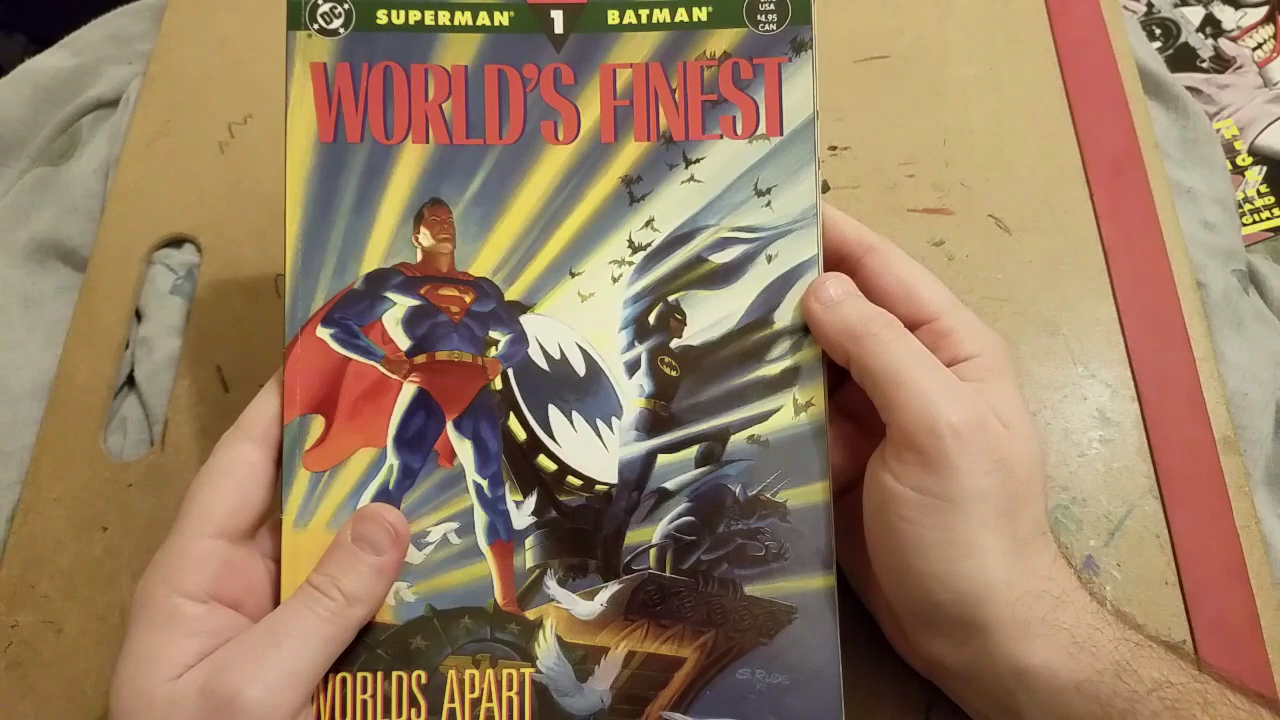 DC
SUPERMAN® 1 BATMAN®
USA
$4.95
CAN
WORLD'S FINEST
S
WORLDS APART
S. RUDE